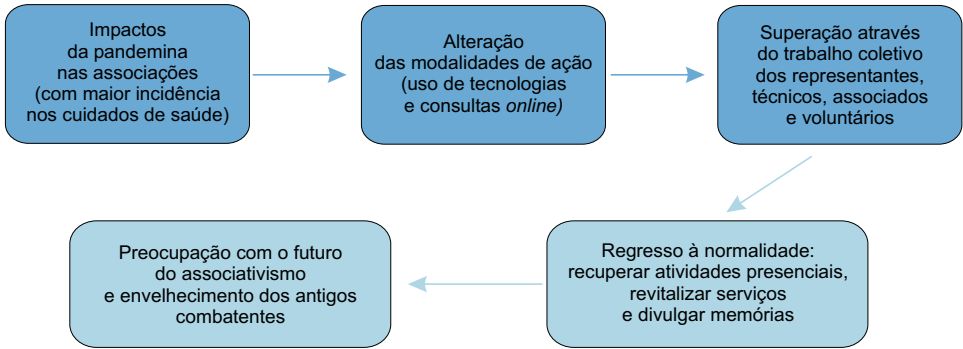 Impactos
da pandemina
nas associações
(com maior incidência
nos cuidados de saúde)
Alteração
das modalidades de ação
(uso de tecnologias
e consultas online)
Superação através
do trabalho coletivo
dos representantes,
técnicos, associados
e voluntários
Regresso à normalidade:
recuperar atividades presenciais,
revitalizar serviços
e divulgar memórias
Preocupação com o futuro
do associativismo
e envelhecimento dos antigos
combatentes